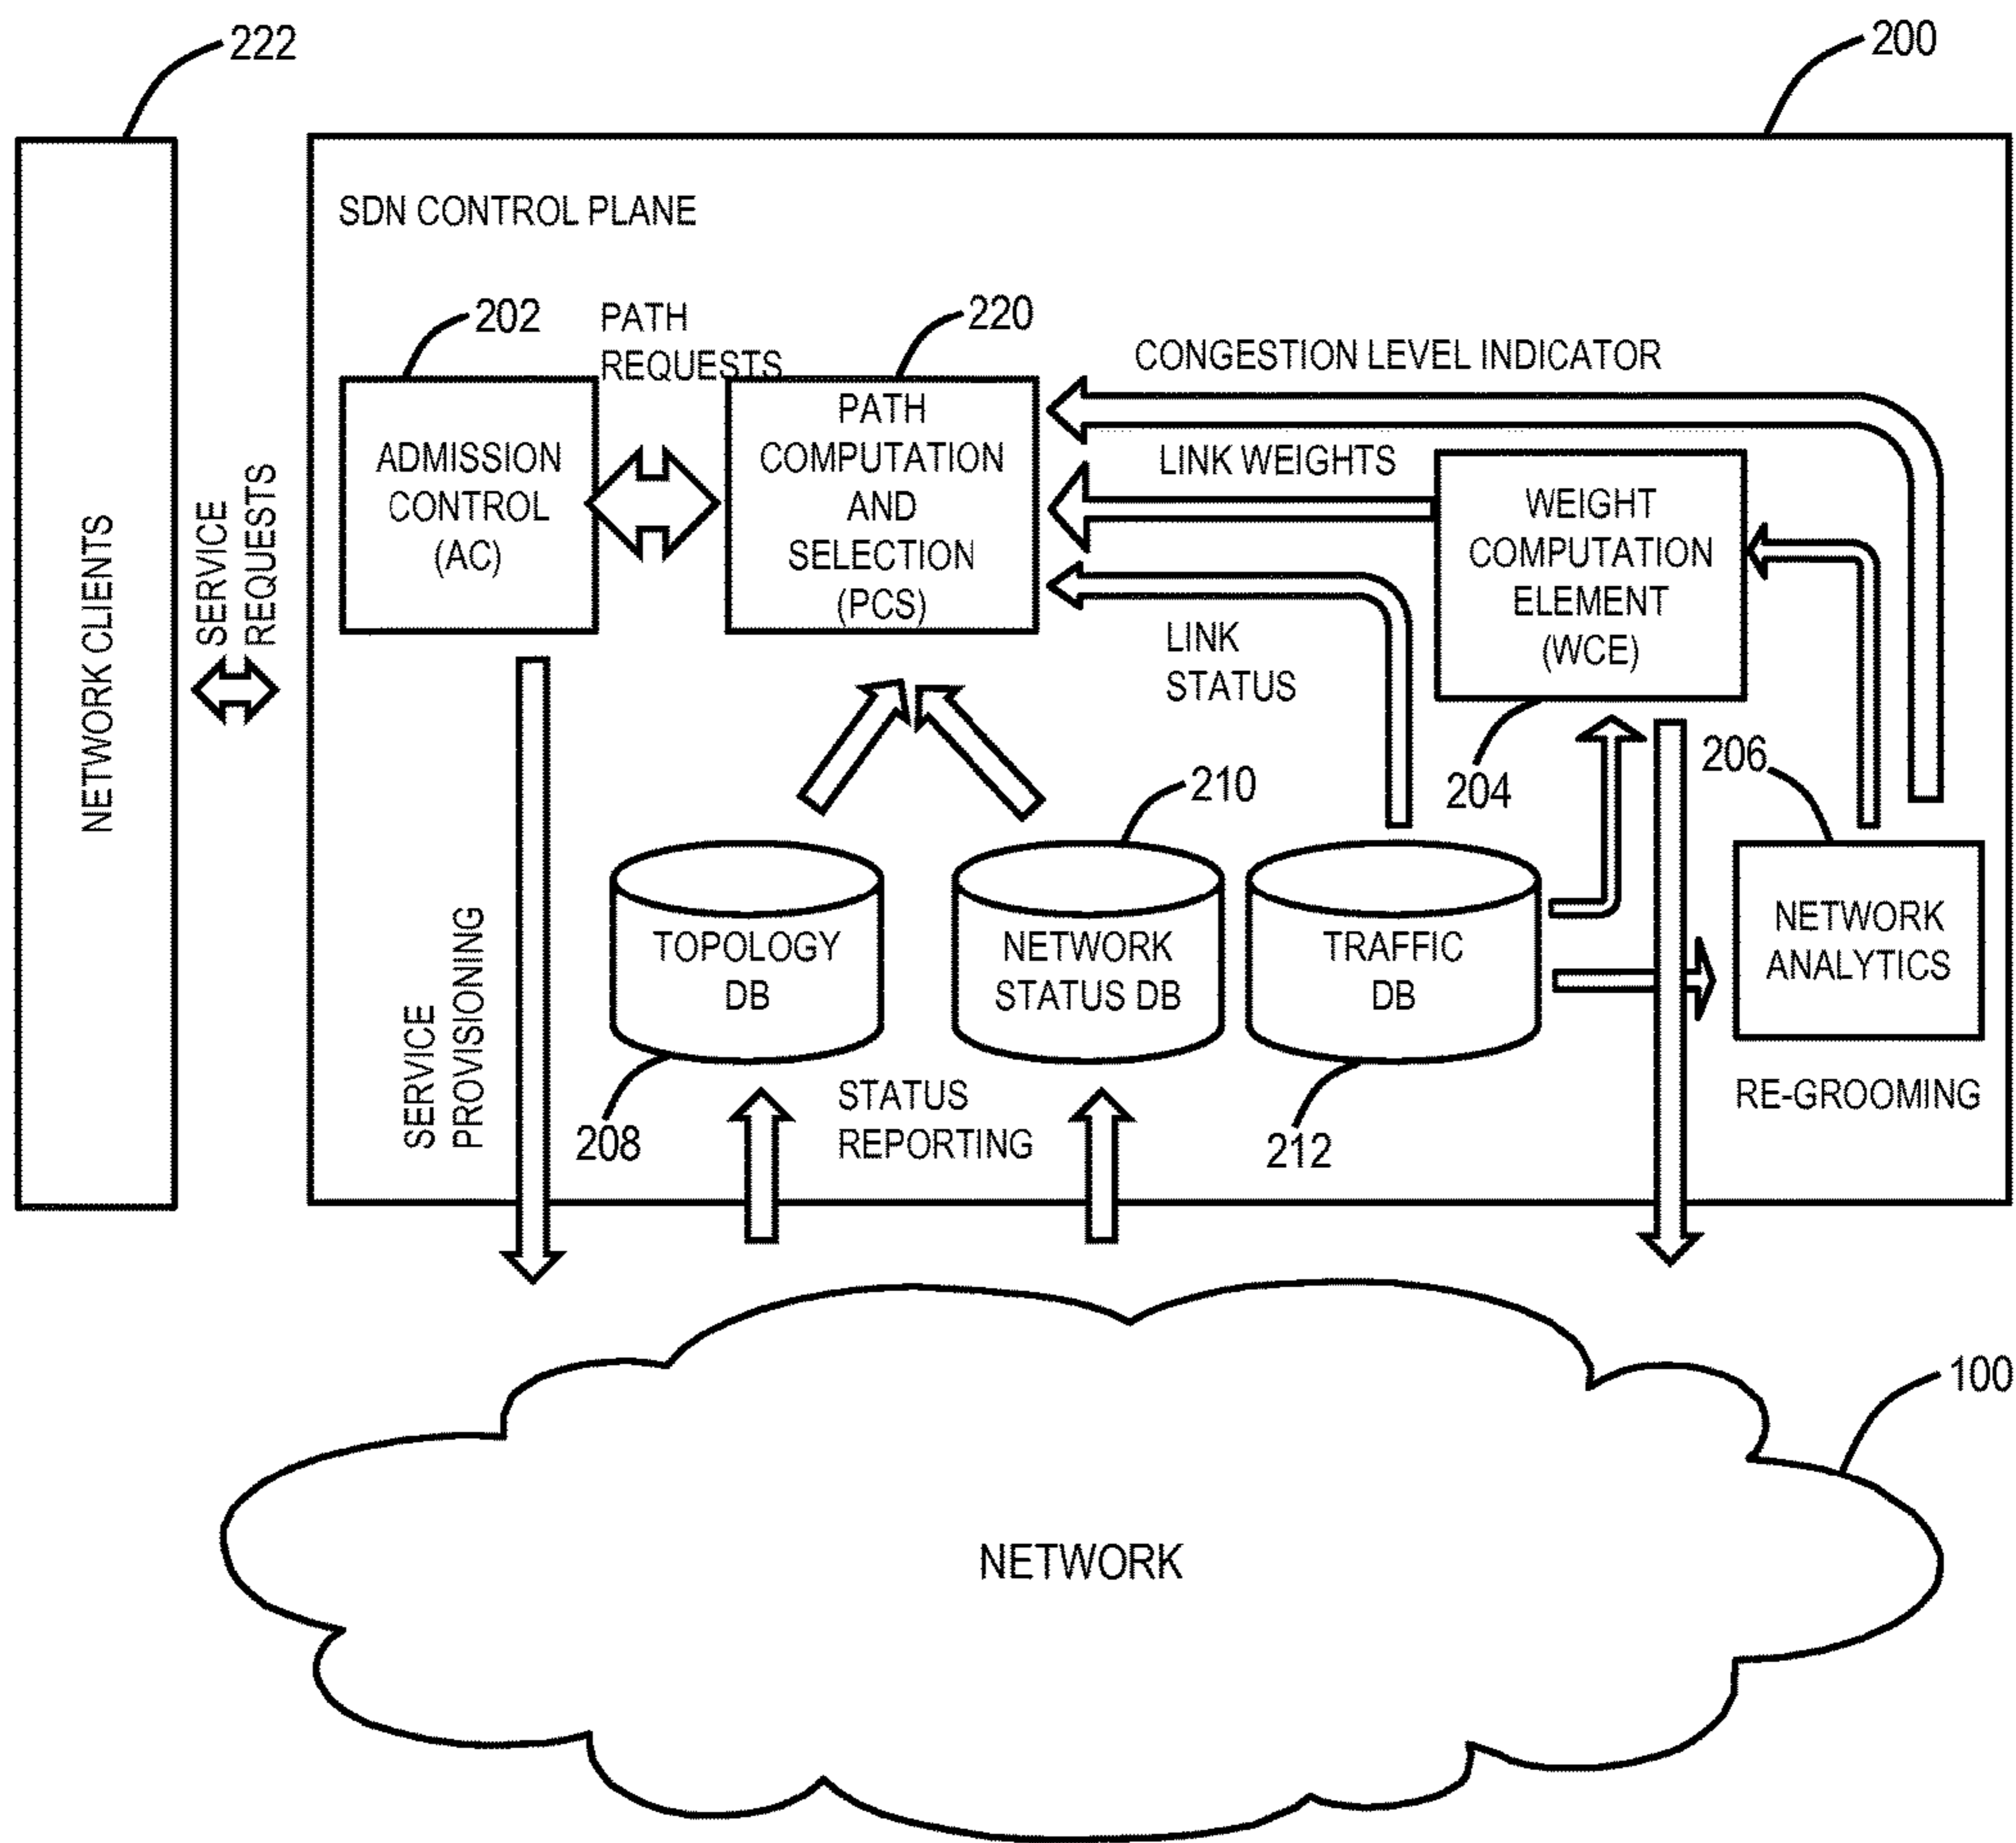 222
200
NETWORK CLIENTS
SERVICE
REQUESTS
SDN CONTROL PLANE
202
PATH
REQUESTS
220
CONGESTION LEVEL INDICATOR
ADMISSION
CONTROL
(AC)
PATH
COMPUTATION
AND
SELECTION
(PCS)
LINK WEIGHTS
WEIGHT
COMPUTATION
ELEMENT
(WCE)
LINK
STATUS
204
206
210
SERVICE
PROVISIONING
TOPOLOGY
DB
NETWORK
STATUS DB
TRAFFIC
DB
NETWORK
ANALYTICS
208
STATUS
REPORTING
212
RE-GROOMING
100
NETWORK